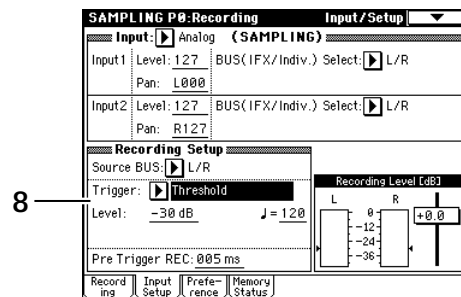 SAMPLING P0:Recording Input/Setup
Input: Analog (SAMPLING)
Input1 Level: 127 BUS(IFX/Indiv.) Select: L/R
Pan: L000
Input2 Level: 127 BUS(IFX/Indiv.) Select: L/R
Pan: R127
Recording Setup
Source BUS: L/R
Trigger: Threshold
Level: -30 dB ♩=120
Pre Trigger REC: 005 ms
Recording Level [dB]
L R
0
-12
-24
-36
+0.0
8
Record ing
Input Setup
Prefe- rence
Memory Status